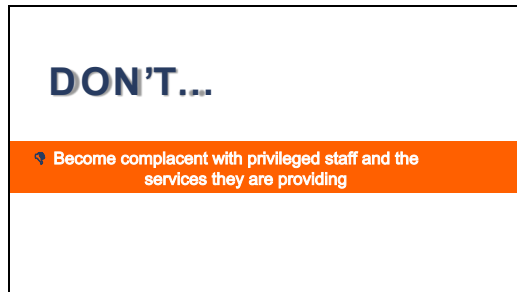 DON'T...
Become complacent with privileged staff and the
services they are providing